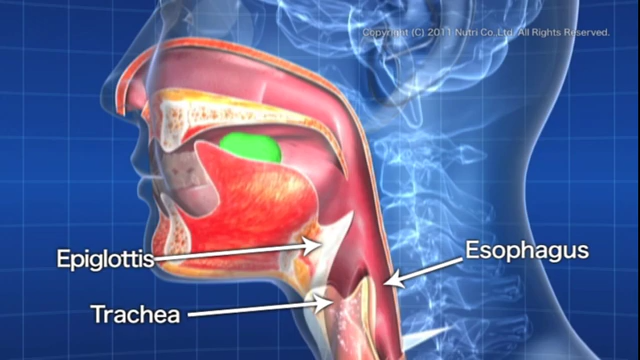 Copyright (C) 2011 Nutri Co.,Ltd. All Rights Reserved.
Epiglottis
Esophagus
Trachea